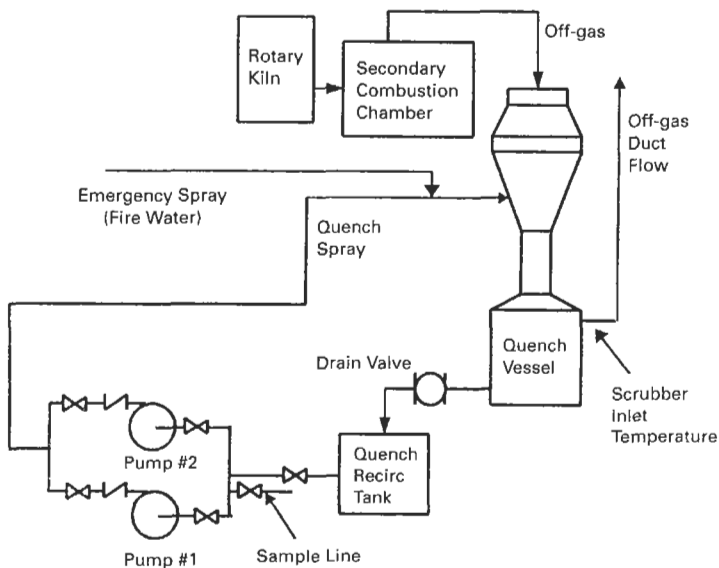 Rotary
Kiln
Secondary
Combustion
Chamber
Off-gas
Off-gas
Duct
Flow
Emergency Spray
(Fire Water)
Quench
Spray
Quench
Vessel
Drain Valve
Scrubber
Inlet
Temperature
Quench
Recirc
Tank
Pump #2
Sample Line
Pump #1